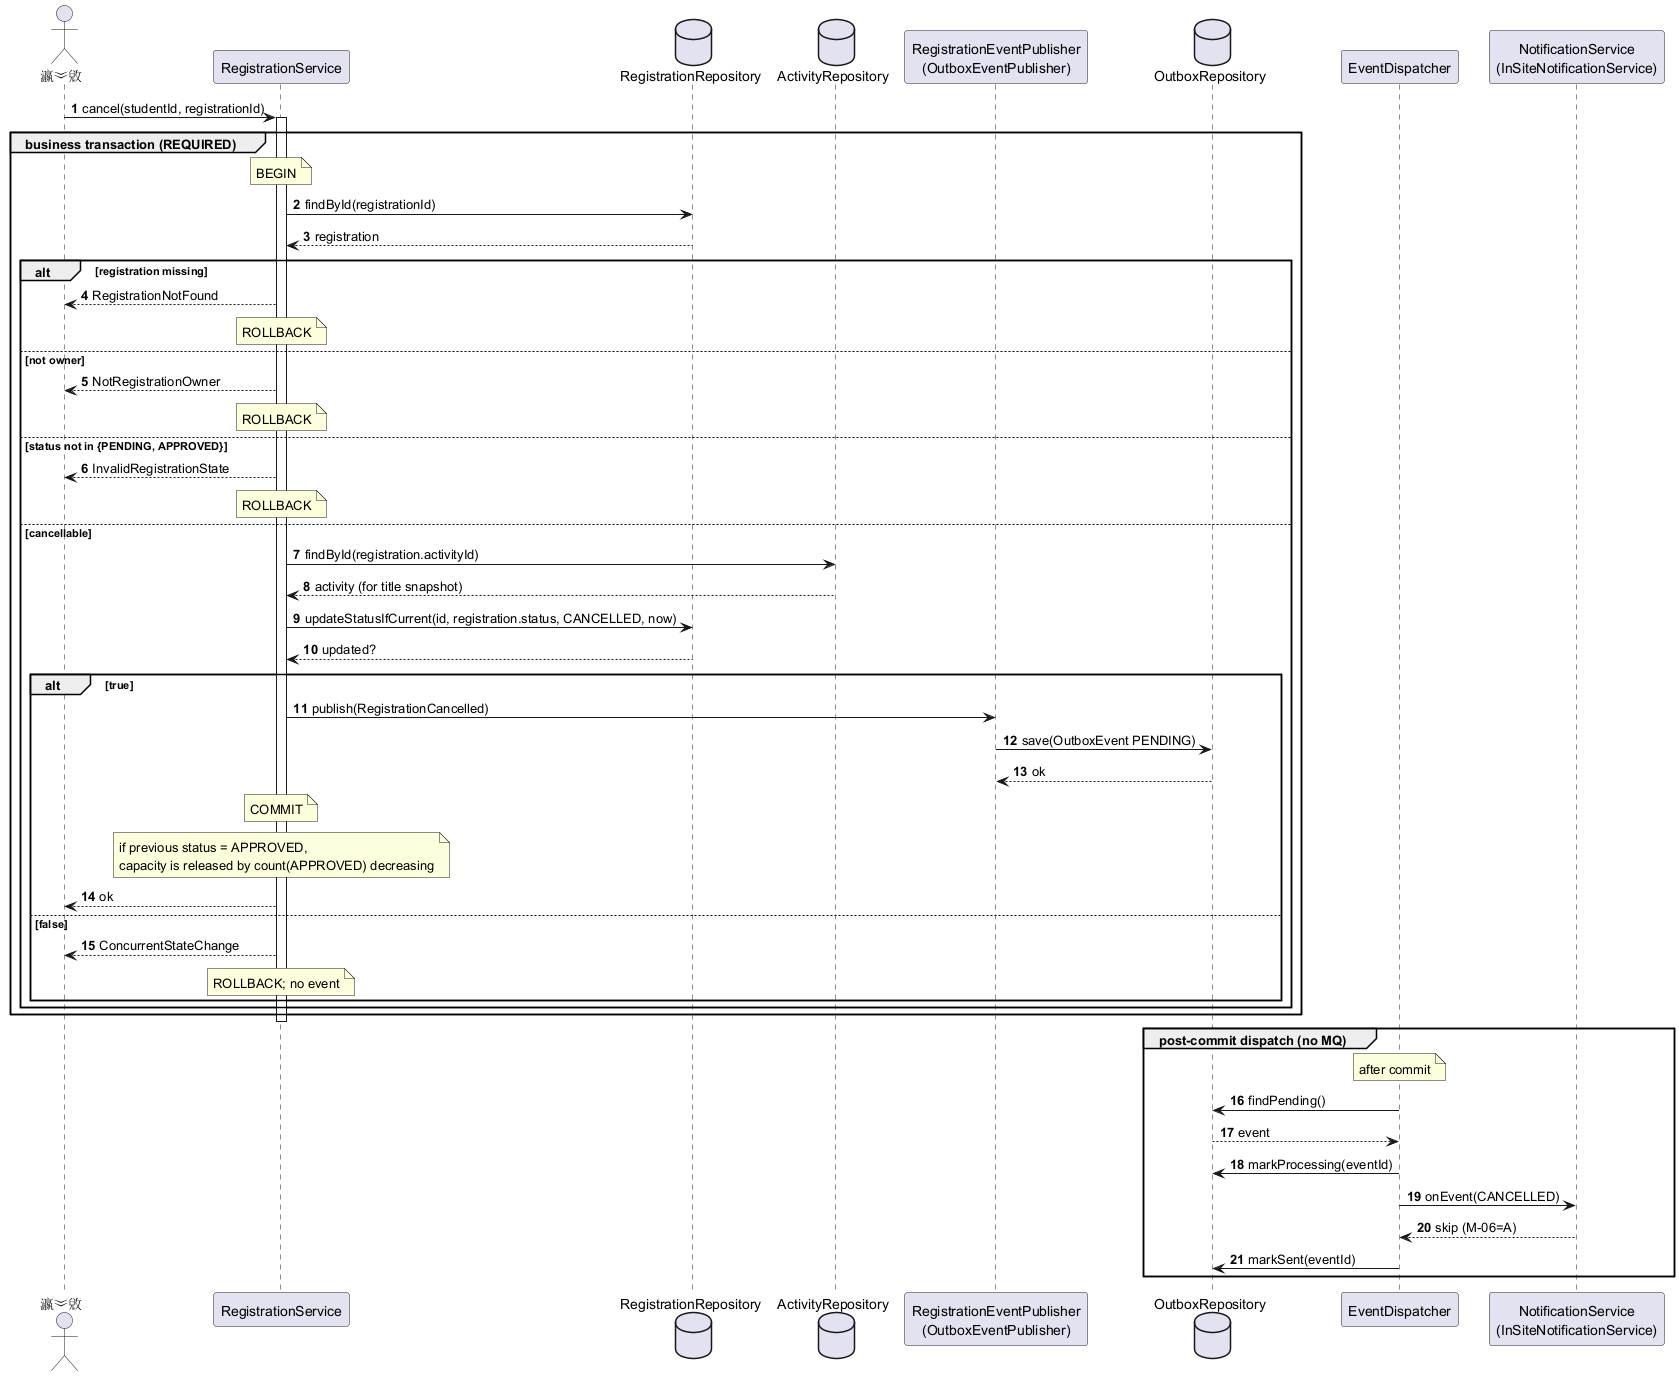 RegistrationService
RegistrationRepository
ActivityRepository
RegistrationEventPublisher
(OutboxEventPublisher)
OutboxRepository
EventDispatcher
NotificationService
(InSiteNotificationService)
1 cancel(studentId, registrationId)
business transaction (REQUIRED)
BEGIN
2 findById(registrationId)
3 registration
alt [registration missing]
4 RegistrationNotFound
ROLLBACK
[not owner]
5 NotRegistrationOwner
ROLLBACK
[status not in {PENDING, APPROVED}]
6 InvalidRegistrationState
ROLLBACK
[cancellable]
7 findById(registration.activityId)
8 activity (for title snapshot)
9 updateStatusIfCurrent(id, registration.status, CANCELLED, now)
10 updated?
alt [true]
11 publish(RegistrationCancelled)
12 save(OutboxEvent PENDING)
13 ok
COMMIT
if previous status = APPROVED,
capacity is released by count(APPROVED) decreasing
14 ok
[false]
15 ConcurrentStateChange
ROLLBACK; no event
post-commit dispatch (no MQ)
after commit
16 findPending()
17 event
18 markProcessing(eventId)
19 onEvent(CANCELLED)
20 skip (M-06=A)
21 markSent(eventId)
RegistrationService
RegistrationRepository
ActivityRepository
RegistrationEventPublisher
(OutboxEventPublisher)
OutboxRepository
EventDispatcher
NotificationService
(InSiteNotificationService)